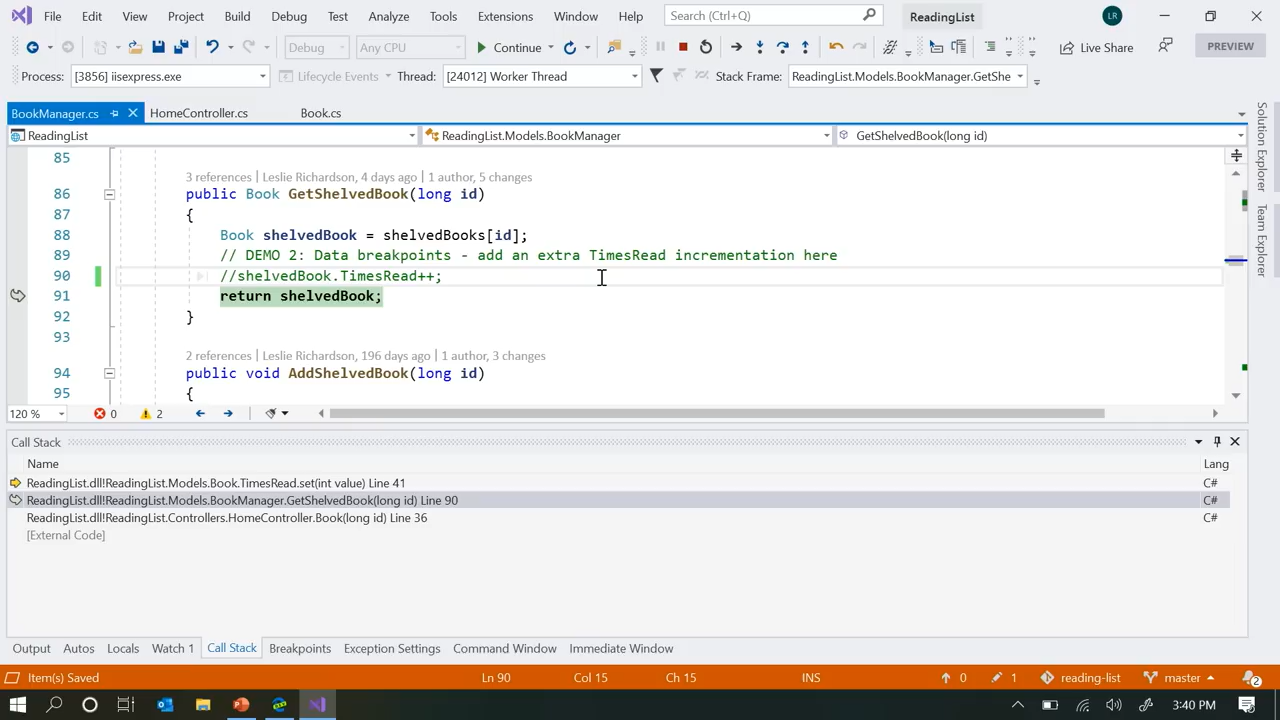 File Edit View Project Build Debug Test Analyze Tools Extensions Window Help Search (Ctrl+Q) ReadingList LR
Debug Any CPU Continue Live Share PREVIEW
Process: [3856] iisexpress.exe Lifecycle Events Thread: [24012] Worker Thread Stack Frame: ReadingList.Models.BookManager.GetShe
BookManager.cs HomeController.cs Book.cs
ReadingList ReadingList.Models.BookManager GetShelvedBook(long id)
85
3 references | Leslie Richardson, 4 days ago | 1 author, 5 changes
86 public Book GetShelvedBook(long id)
87 {
88 Book shelvedBook = shelvedBooks[id];
89 // DEMO 2: Data breakpoints - add an extra TimesRead incrementation here
90 //shelvedBook.TimesRead++;
91 return shelvedBook;
92 }
93
2 references | Leslie Richardson, 196 days ago | 1 author, 3 changes
94 public void AddShelvedBook(long id)
95 {
120 % 0 2
Call Stack
Name Lang
ReadingList.dll!ReadingList.Models.Book.TimesRead.set(int value) Line 41 C#
ReadingList.dll!ReadingList.Models.BookManager.GetShelvedBook(long id) Line 90 C#
ReadingList.dll!ReadingList.Controllers.HomeController.Book(long id) Line 36 C#
[External Code]
Output Autos Locals Watch 1 Call Stack Breakpoints Exception Settings Command Window Immediate Window
Item(s) Saved Ln 90 Col 15 Ch 15 INS 0 1 reading-list master 2
3:40 PM
Solution Explorer
Team Explorer